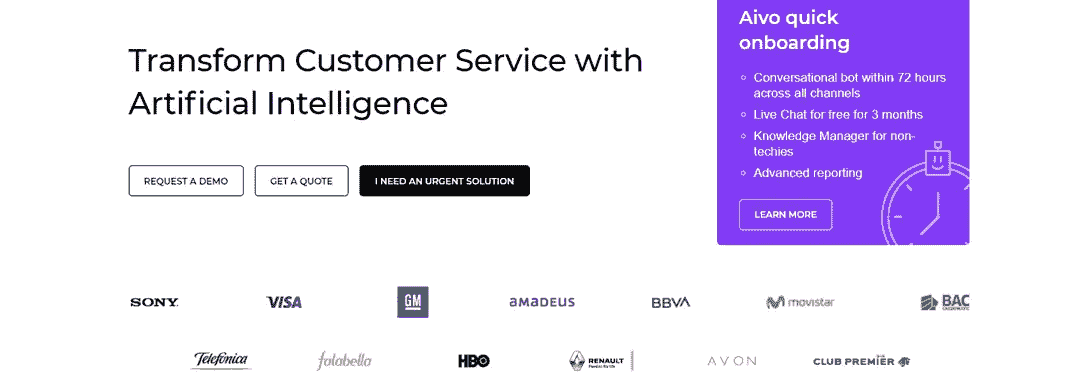 Aivo quick
onboarding
Transform Customer Service with
Artificial Intelligence
Conversational bot within 72 hours
across all channels
Live Chat for free for 3 months
Knowledge Manager for non-
techies
Advanced reporting
REQUEST A DEMO
GET A QUOTE
I NEED AN URGENT SOLUTION
LEARN MORE
SONY
VISA
GM
amadeus
BBVA
movistar
BAC
Telefónica
falabella
HBO
RENAULT
AVON
CLUB PREMIER